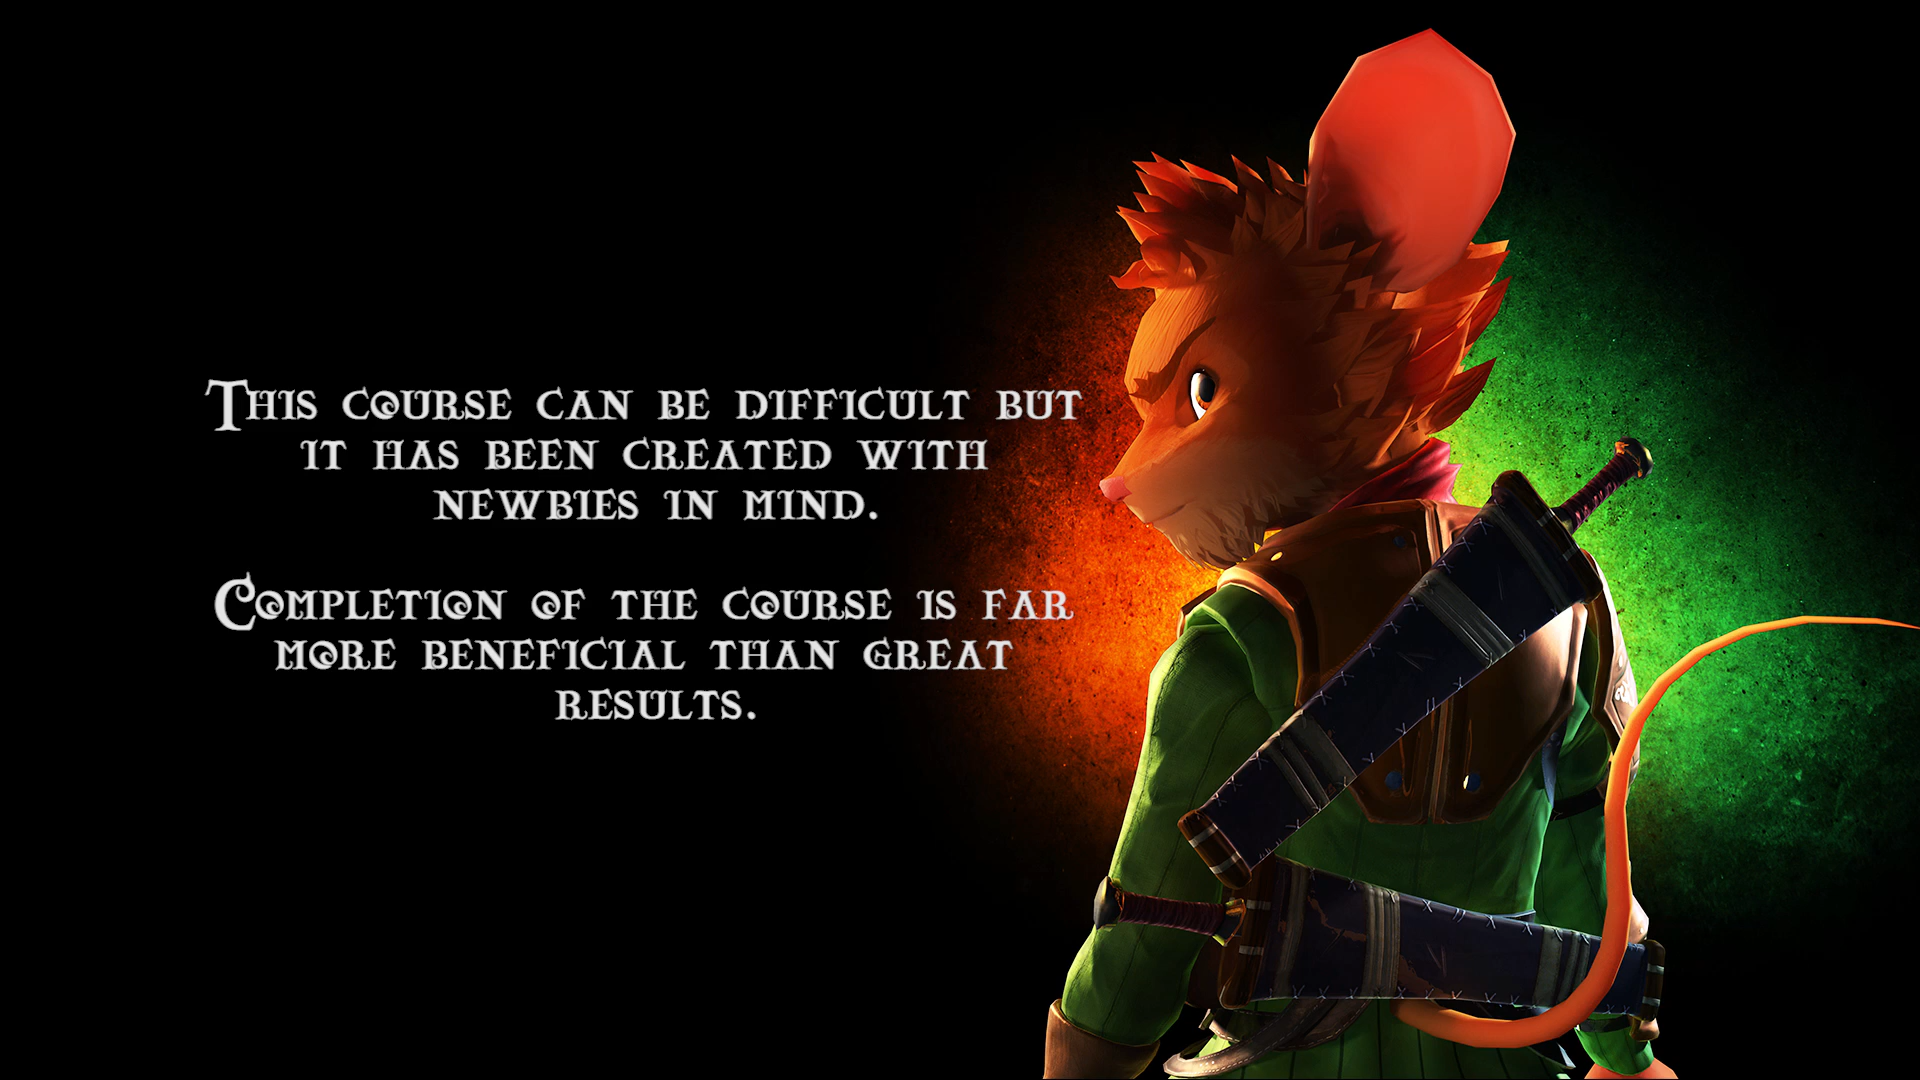 This course can be difficult but
it has been created with
newbies in mind.
Completion of the course is far
more beneficial than great
results.